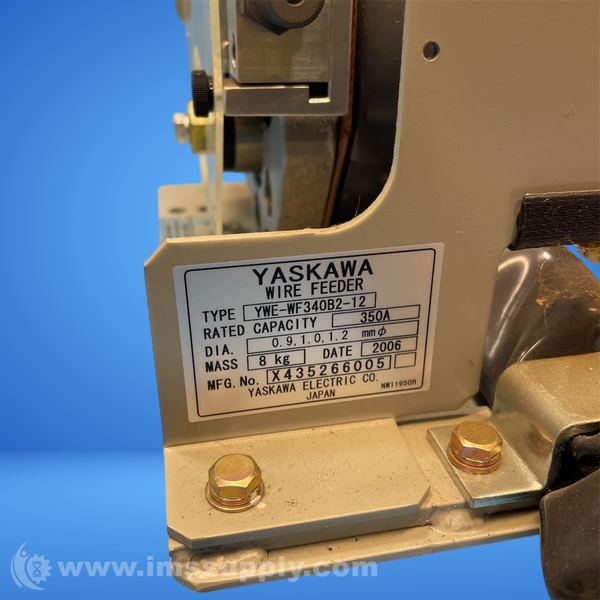 YASKAWA
WIRE FEEDER
TYPE YWE-WF340B2-12
RATED CAPACITY 350A
DIA. 0.9,1.0,1.2 mmφ
MASS 8 kg DATE 2006
MFG. No. X435266005
YASKAWA ELECTRIC CO.
JAPAN NW11950H
www.imssupply.com